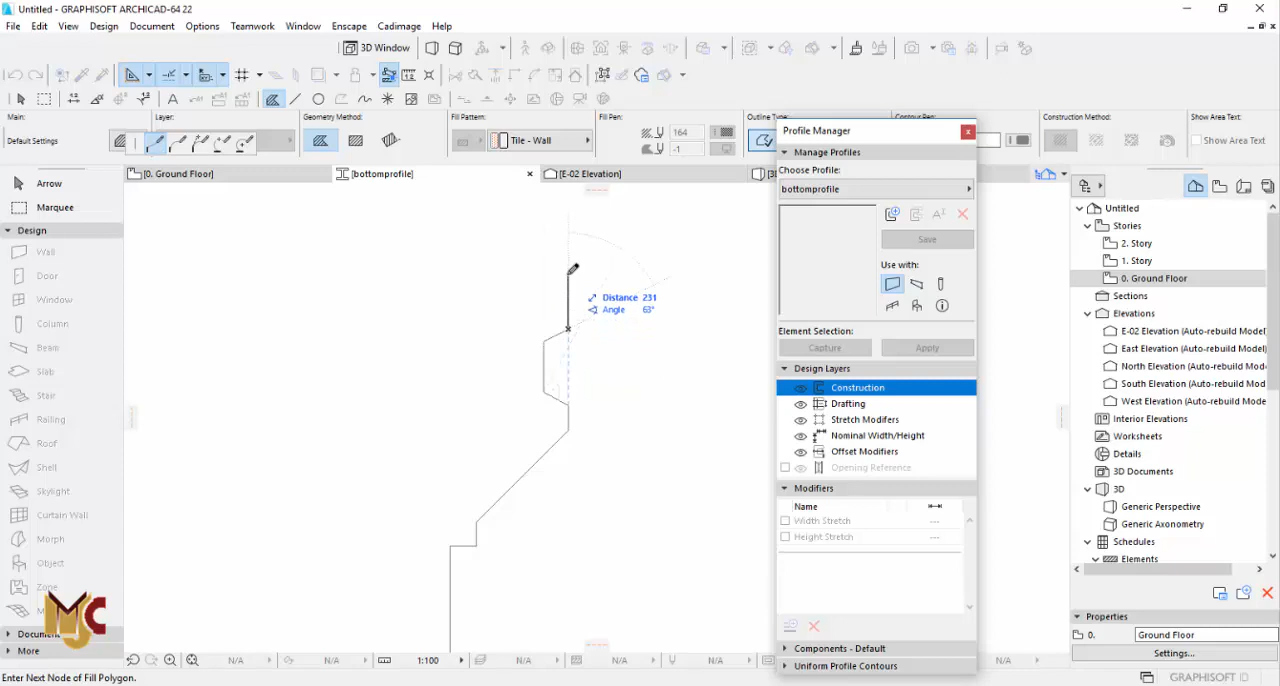 Untitled - GRAPHISOFT ARCHICAD-64 22
File Edit View Design Document Options Teamwork Window Enscape Cadimage Help
3D Window
Main: Layer: Geometry Method: Fill Pattern: Fill Pen: Outline Type: Contour Pen: Construction Method: Show Area Text:
Default Settings
Tile - Wall
164
-1
Show Area Text
[0. Ground Floor]
[bottomprofile]
[E-02 Elevation]
Arrow
Marquee
Design
Wall
Door
Window
Column
Beam
Slab
Stair
Railing
Roof
Shell
Skylight
Curtain Wall
Morph
Object
Zone
More
Distance 231
Angle 63°
Profile Manager
Manage Profiles
Choose Profile:
bottomprofile
Save
Use with:
Element Selection:
Capture
Apply
Design Layers
Construction
Drafting
Stretch Modifiers
Nominal Width/Height
Offset Modifiers
Opening Reference
Modifiers
Name
Width Stretch ---
Height Stretch ---
Components - Default
Uniform Profile Contours
Untitled
Stories
2. Story
1. Story
0. Ground Floor
Sections
Elevations
E-02 Elevation (Auto-rebuild Model)
East Elevation (Auto-rebuild Mod
North Elevation (Auto-rebuild Mod
South Elevation (Auto-rebuild Mod
West Elevation (Auto-rebuild Mode
Interior Elevations
Worksheets
Details
3D Documents
3D
Generic Perspective
Generic Axonometry
Schedules
Elements
Properties
0. Ground Floor
Settings...
N/A N/A 1:100 N/A N/A N/A N/A
Enter Next Node of Fill Polygon.
GRAPHISOFT ID